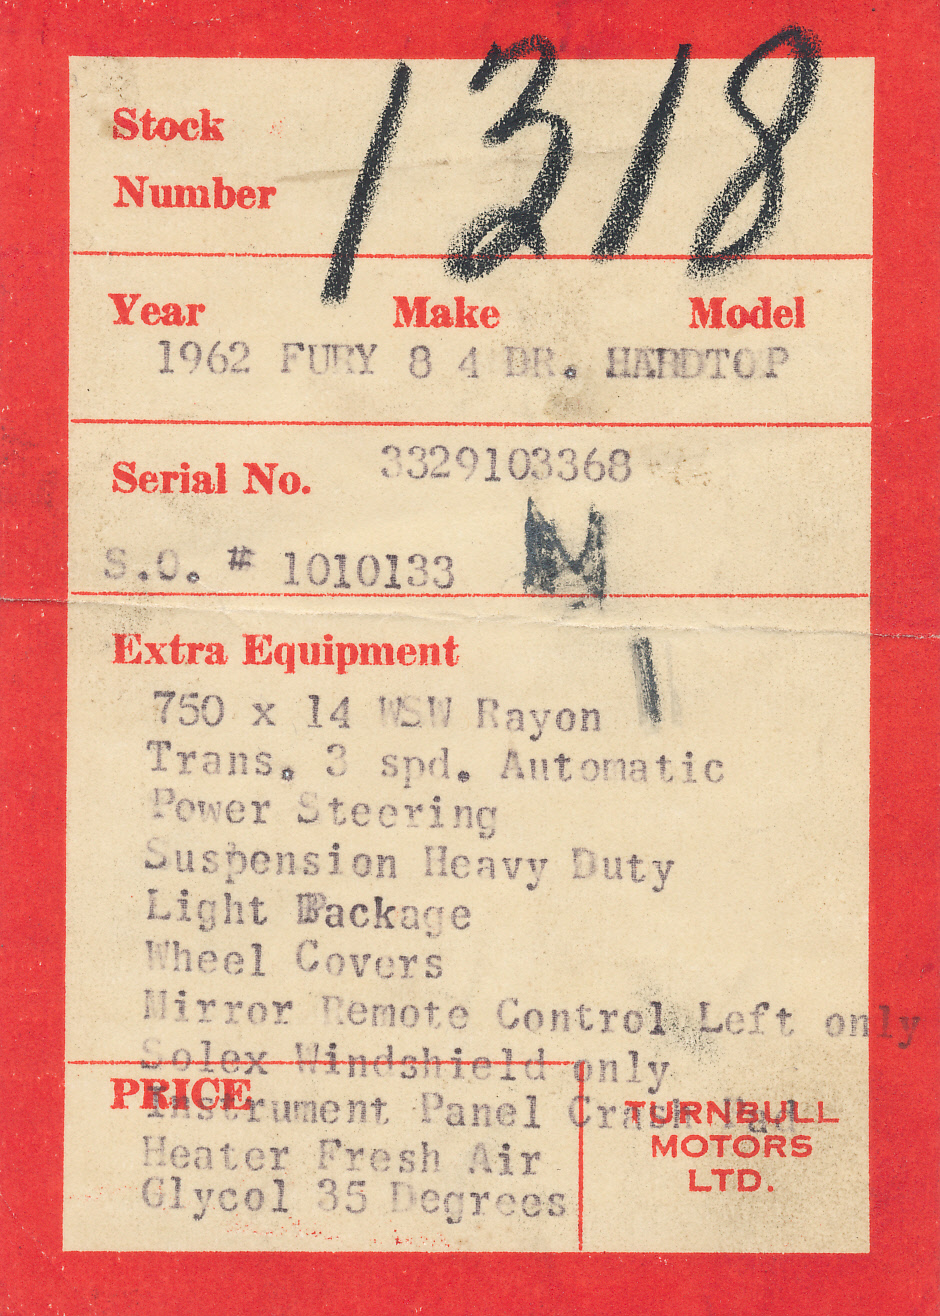 Stock
Number
1318
Year Make Model
1962 FURY 8 4 DR. HARDTOP
Serial No. 3329103368
S.O. # 1010133
Extra Equipment
750 x 14 WSW Rayon
Trans. 3 spd. Automatic
Power Steering
Suspension Heavy Duty
Light Package
Wheel Covers
Mirror Remote Control Left only
Solex Windshield only
PRICE
Instrument Panel Crash Pad
Heater Fresh Air
Glycol 35 Degrees
TURNBULL
MOTORS
LTD.